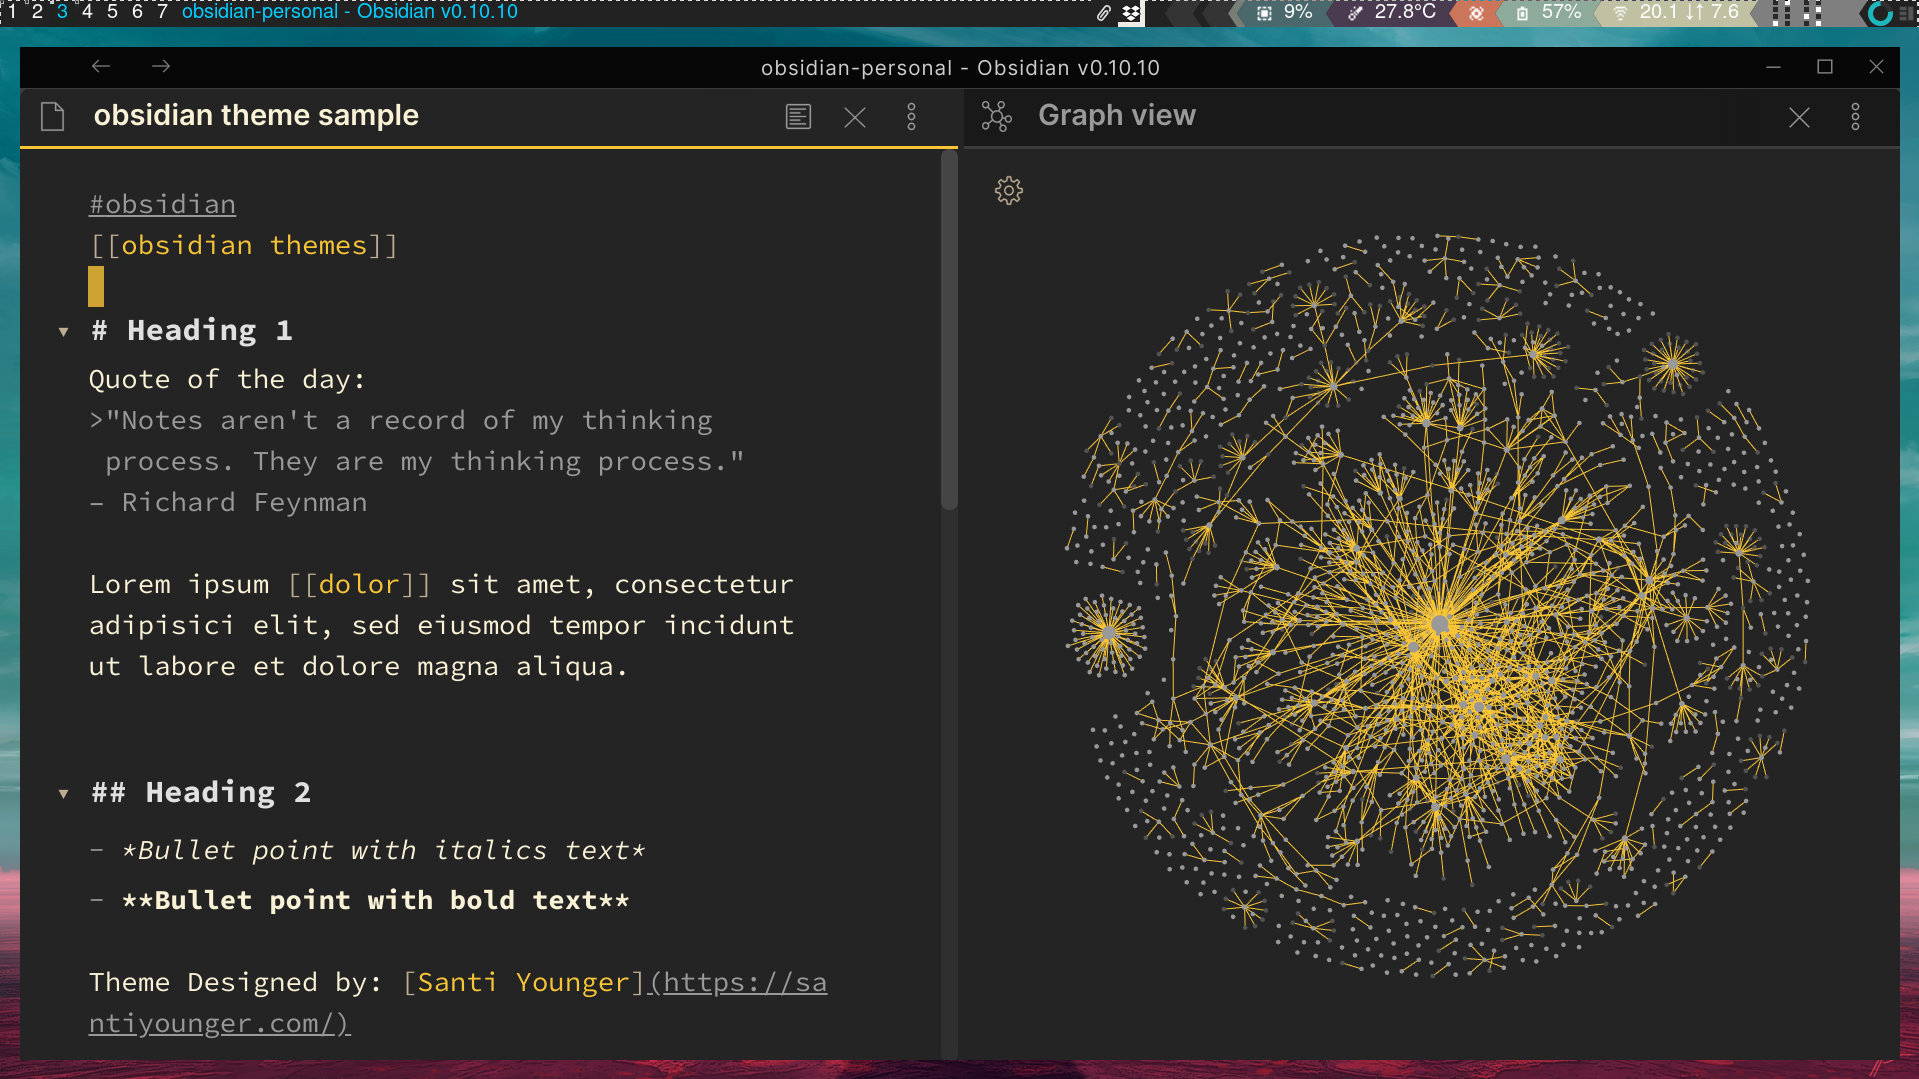 1 2 3 4 5 6 7 obsidian-personal - Obsidian v0.10.10 9% 27.8°C 57% 20.1 ↓↑ 7.6
obsidian-personal - Obsidian v0.10.10
obsidian theme sample
Graph view
#obsidian
[[obsidian themes]]
# Heading 1
Quote of the day:
>"Notes aren't a record of my thinking
process. They are my thinking process."
– Richard Feynman
Lorem ipsum [[dolor]] sit amet, consectetur
adipisici elit, sed eiusmod tempor incidunt
ut labore et dolore magna aliqua.
## Heading 2
- *Bullet point with italics text*
- **Bullet point with bold text**
Theme Designed by: [Santi Younger](https://sa
ntiyounger.com/)